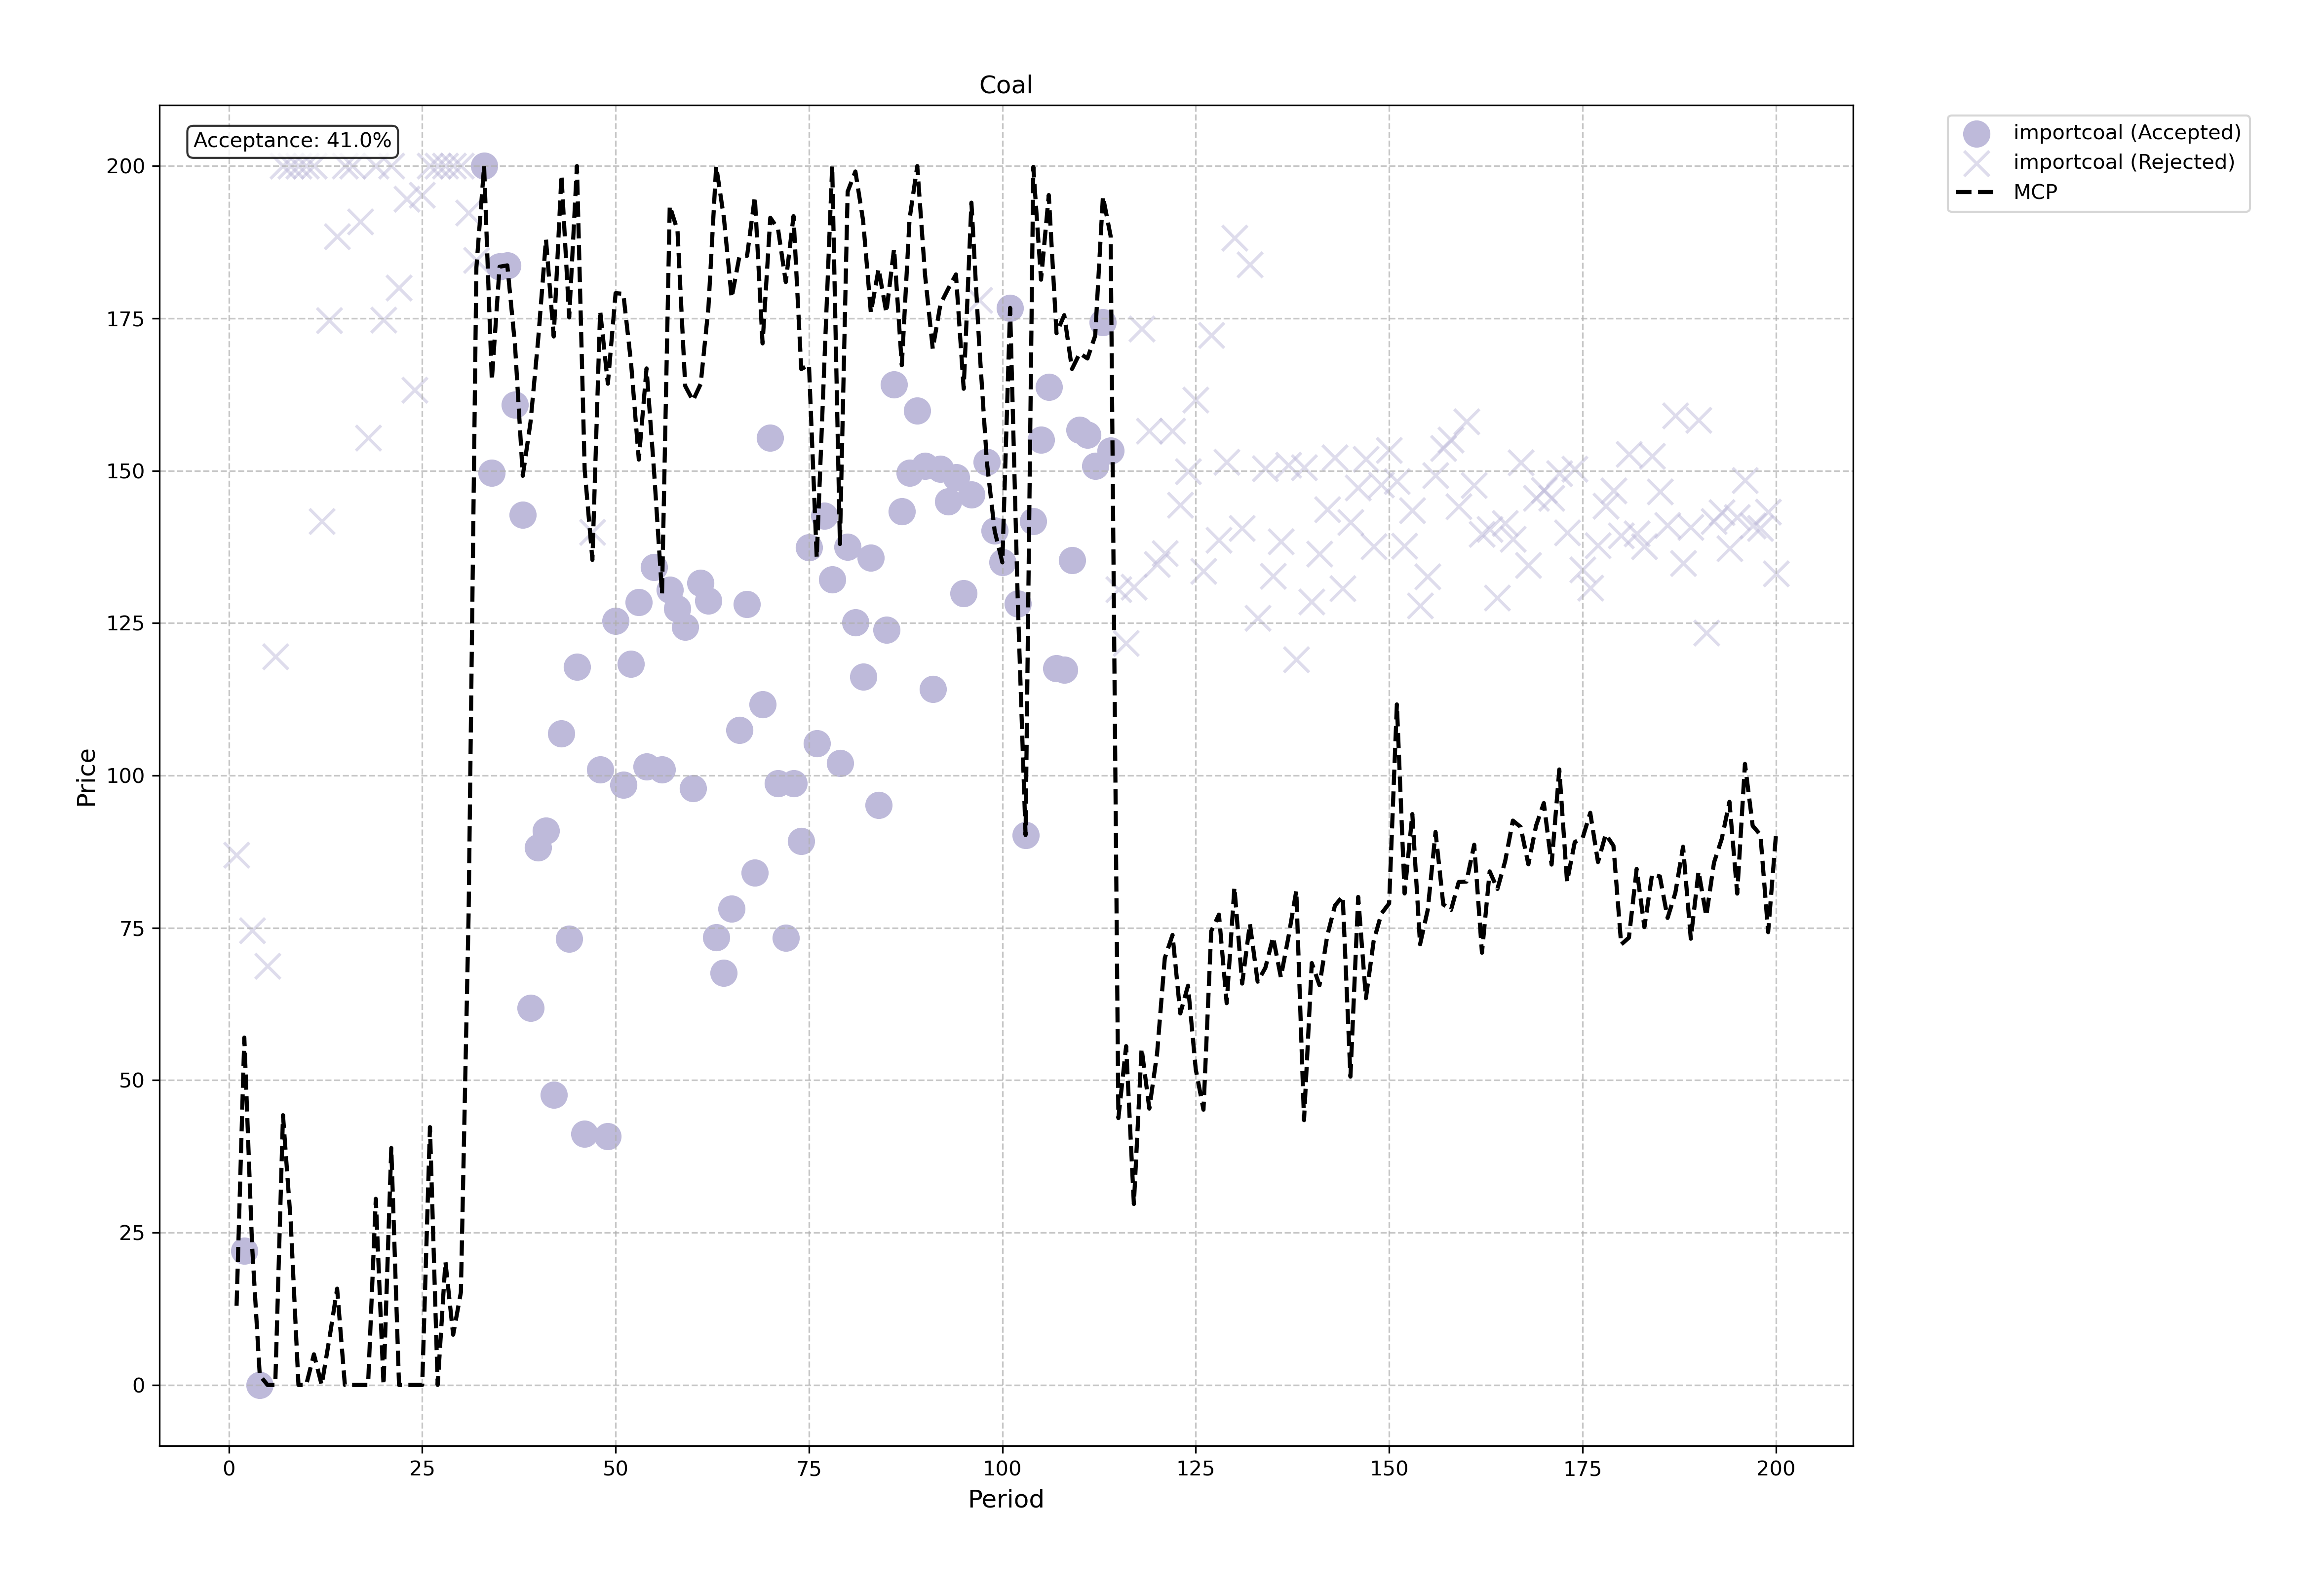 Coal
Acceptance: 41.0%
importcoal (Accepted)
importcoal (Rejected)
MCP
Price
200
175
150
125
100
75
50
25
0
0 25 50 75 100 125 150 175 200
Period